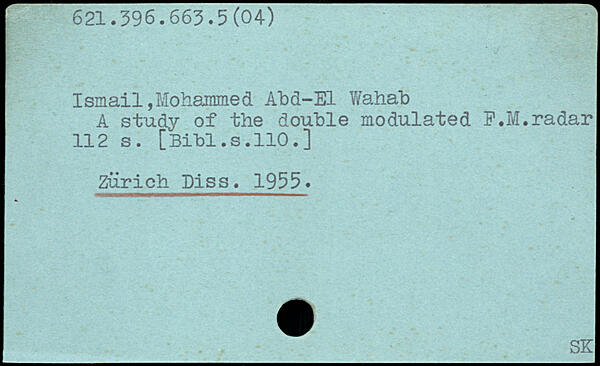 621.396.663.5(04)
Ismail,Mohammed Abd-El Wahab
A study of the double modulated F.M.radar
112 s. [Bibl.s.110.]
Zürich Diss. 1955.
SK